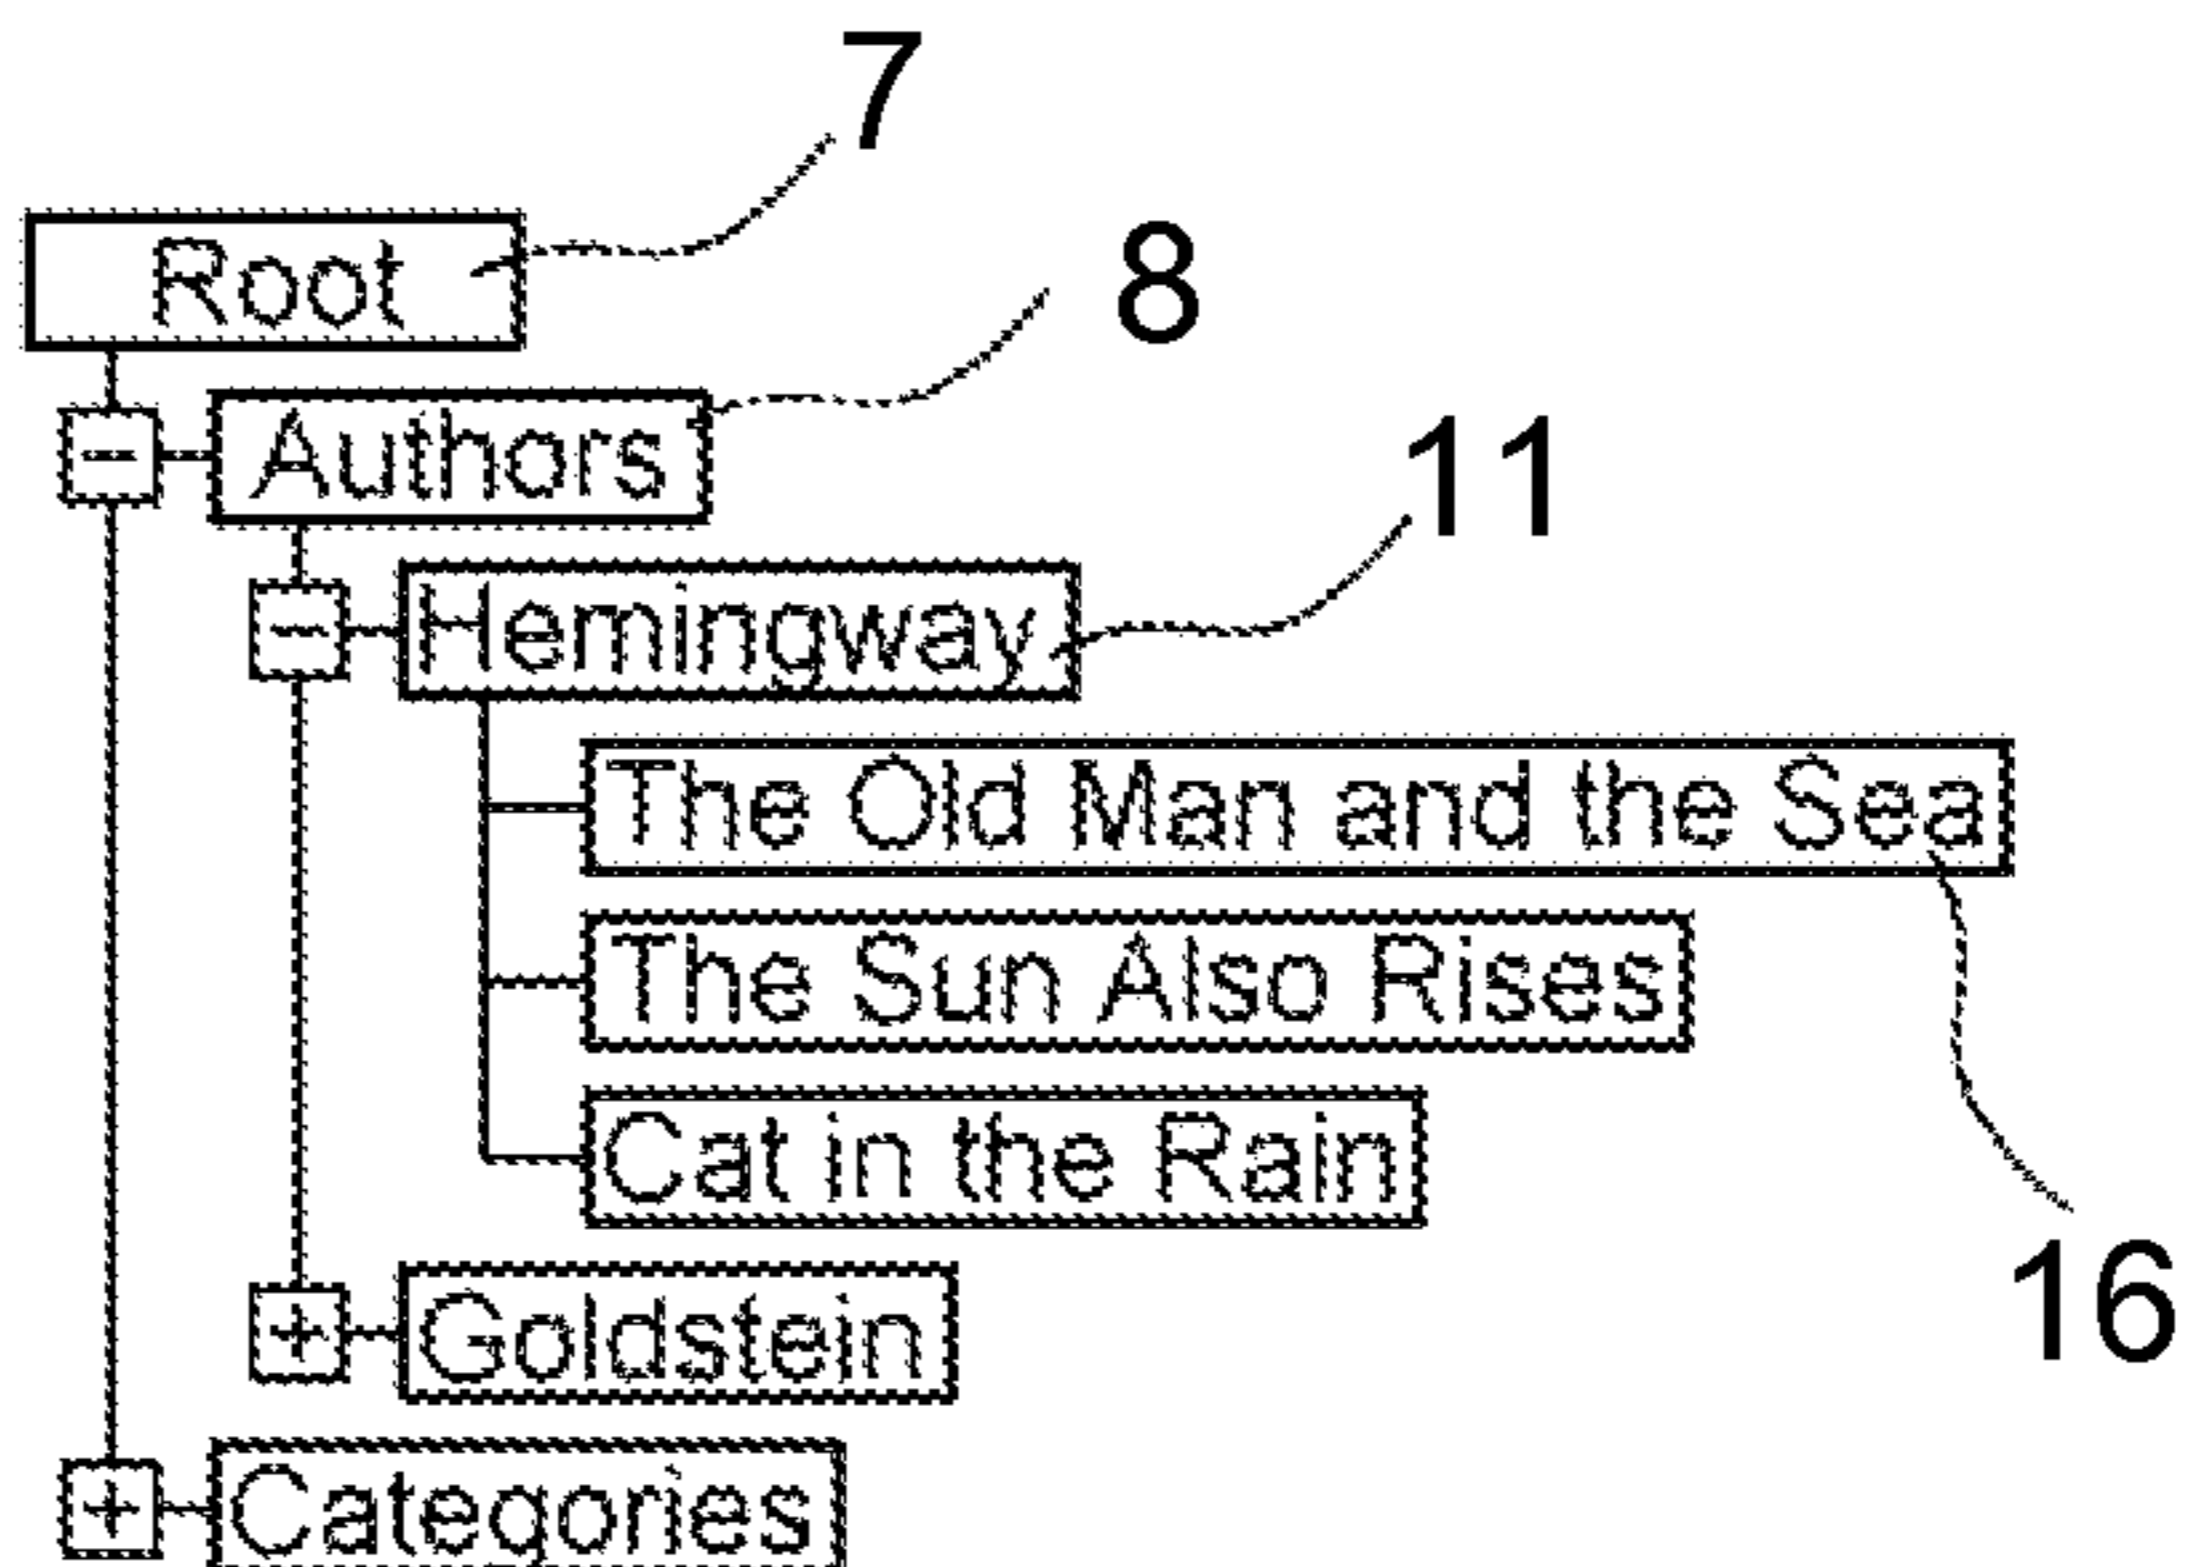 7
Root
8
Authors
11
Hemingway
The Old Man and the Sea
The Sun Also Rises
Cat in the Rain
16
Goldstein
Categories